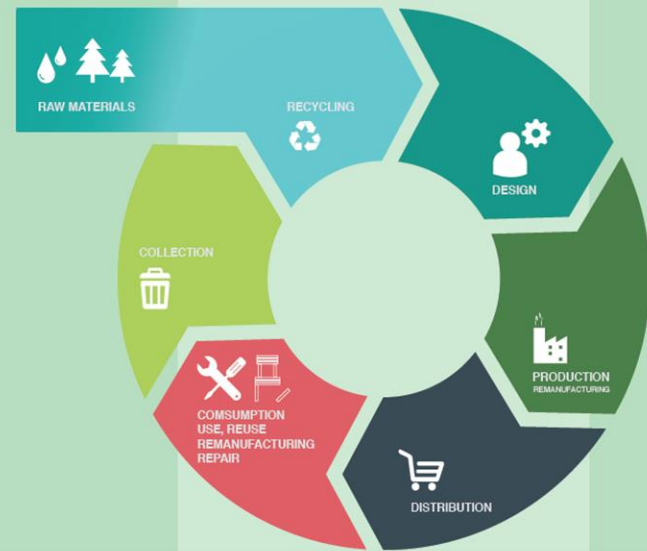 RAW MATERIALS
RECYCLING
DESIGN
PRODUCTION
REMANUFACTURING
DISTRIBUTION
COMSUMPTION
USE, REUSE
REMANUFACTURING
REPAIR
COLLECTION